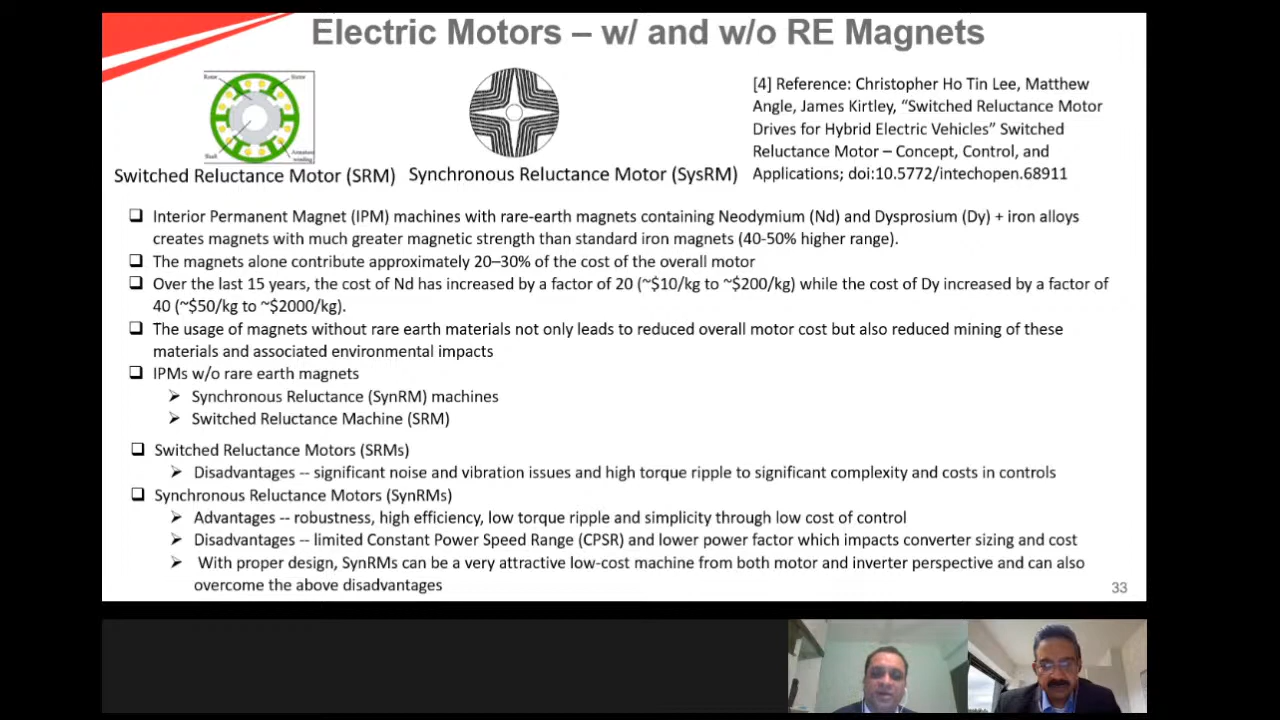 Electric Motors – w/ and w/o RE Magnets
Rotor
Stator
Shaft
Armature
winding
Switched Reluctance Motor (SRM)
Synchronous Reluctance Motor (SysRM)
[4] Reference: Christopher Ho Tin Lee, Matthew
Angle, James Kirtley, “Switched Reluctance Motor
Drives for Hybrid Electric Vehicles” Switched
Reluctance Motor – Concept, Control, and
Applications; doi:10.5772/intechopen.68911
❑ Interior Permanent Magnet (IPM) machines with rare-earth magnets containing Neodymium (Nd) and Dysprosium (Dy) + iron alloys
creates magnets with much greater magnetic strength than standard iron magnets (40-50% higher range).
❑ The magnets alone contribute approximately 20–30% of the cost of the overall motor
❑ Over the last 15 years, the cost of Nd has increased by a factor of 20 (~$10/kg to ~$200/kg) while the cost of Dy increased by a factor of
40 (~$50/kg to ~$2000/kg).
❑ The usage of magnets without rare earth materials not only leads to reduced overall motor cost but also reduced mining of these
materials and associated environmental impacts
❑ IPMs w/o rare earth magnets
➢ Synchronous Reluctance (SynRM) machines
➢ Switched Reluctance Machine (SRM)
❑ Switched Reluctance Motors (SRMs)
➢ Disadvantages -- significant noise and vibration issues and high torque ripple to significant complexity and costs in controls
❑ Synchronous Reluctance Motors (SynRMs)
➢ Advantages -- robustness, high efficiency, low torque ripple and simplicity through low cost of control
➢ Disadvantages -- limited Constant Power Speed Range (CPSR) and lower power factor which impacts converter sizing and cost
➢ With proper design, SynRMs can be a very attractive low-cost machine from both motor and inverter perspective and can also
overcome the above disadvantages
33